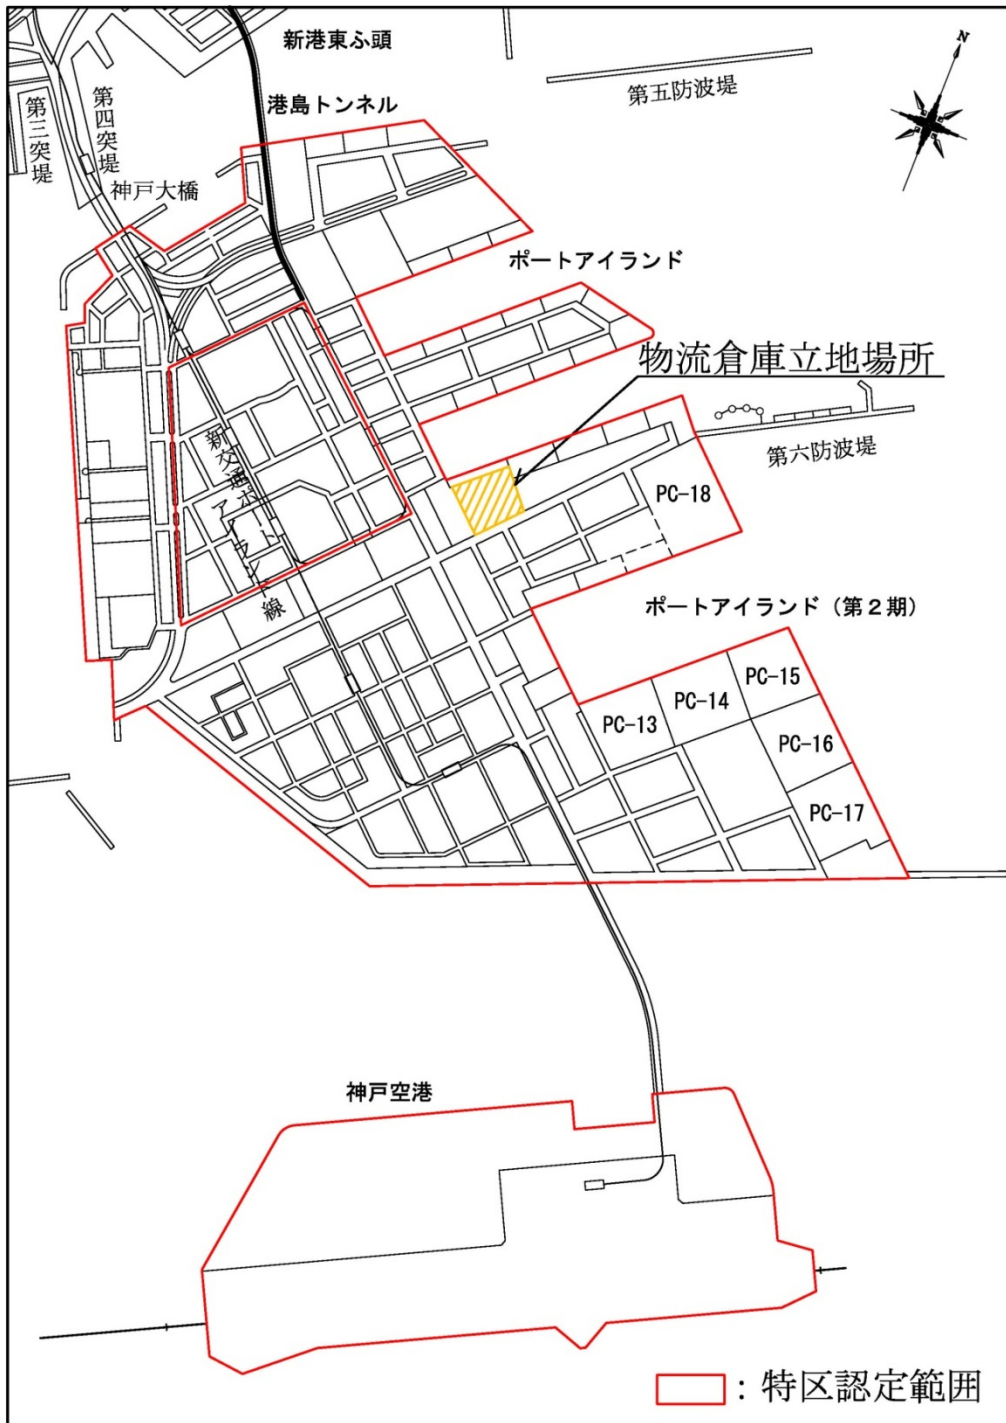 新港東ふ頭
N
第五防波堤
港島トンネル
第四突堤
第三突堤
神戸大橋
ポートアイランド
物流倉庫立地場所
第六防波堤
新交通ポートアイランド線
PC-18
ポートアイランド（第２期）
PC-15
PC-14
PC-13
PC-16
PC-17
神戸空港
：特区認定範囲